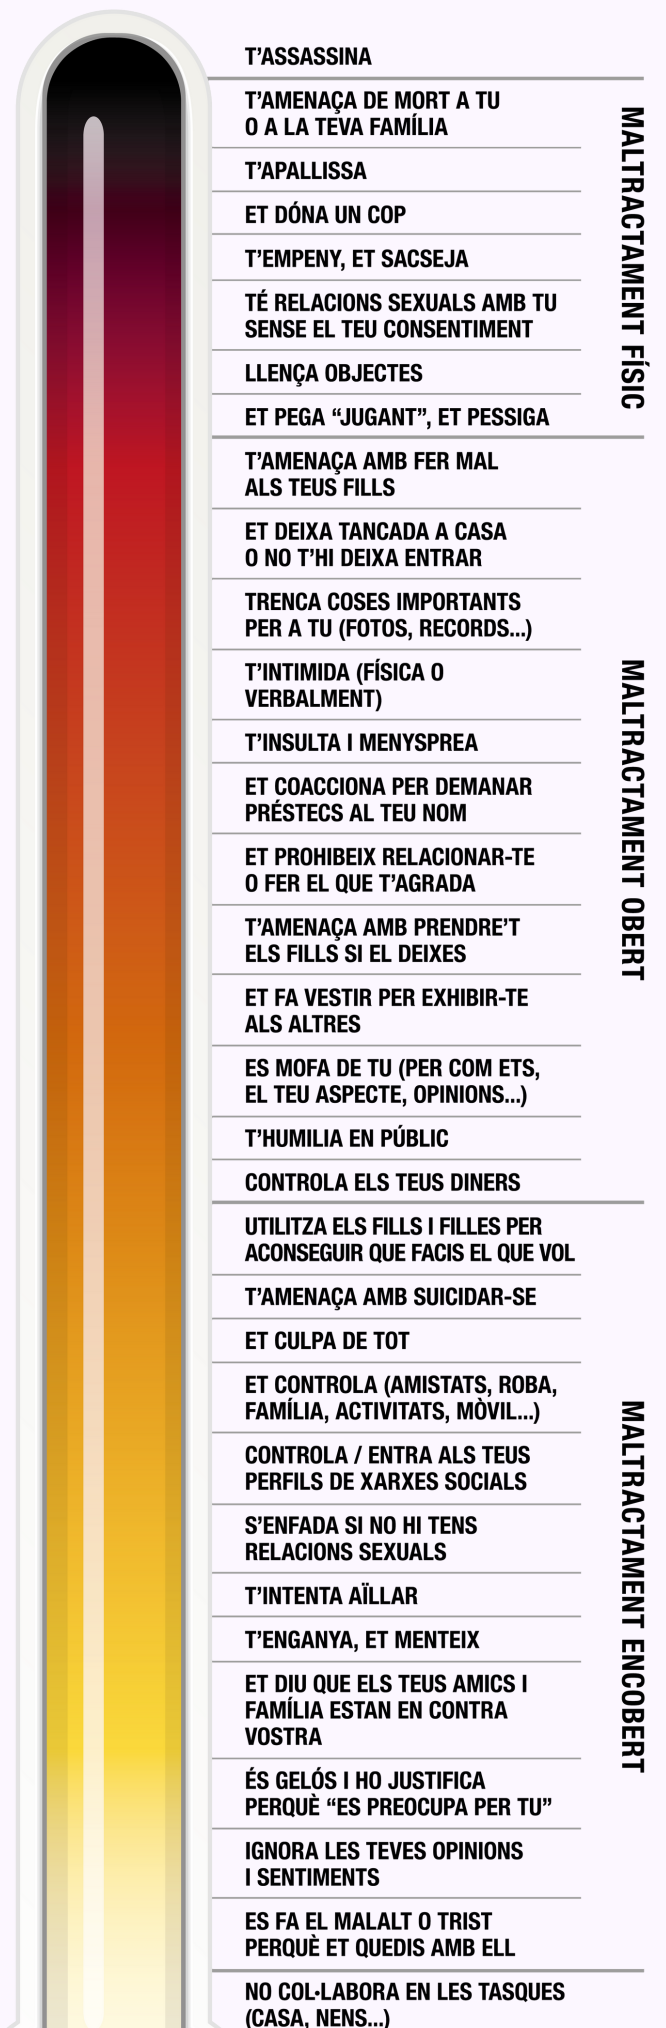 T'ASSASSINA
T'AMENAÇA DE MORT A TU
O A LA TEVA FAMÍLIA
T'APALLISSA
ET DÓNA UN COP
T'EMPENY, ET SACSEJA
TÉ RELACIONS SEXUALS AMB TU
SENSE EL TEU CONSENTIMENT
LLENÇA OBJECTES
ET PEGA “JUGANT”, ET PESSIGA
MALTRACTAMENT FÍSIC
T'AMENAÇA AMB FER MAL
ALS TEUS FILLS
ET DEIXA TANCADA A CASA
O NO T'HI DEIXA ENTRAR
TRENCA COSES IMPORTANTS
PER A TU (FOTOS, RECORDS...)
T'INTIMIDA (FÍSICA O
VERBALMENT)
T'INSULTA I MENYSPREA
ET COACCIONA PER DEMANAR
PRÉSTECS AL TEU NOM
ET PROHIBEIX RELACIONAR-TE
O FER EL QUE T'AGRADA
T'AMENAÇA AMB PRENDRE'T
ELS FILLS SI EL DEIXES
ET FA VESTIR PER EXHIBIR-TE
ALS ALTRES
ES MOFA DE TU (PER COM ETS,
EL TEU ASPECTE, OPINIONS...)
T'HUMILIA EN PÚBLIC
CONTROLA ELS TEUS DINERS
MALTRACTAMENT OBERT
UTILITZA ELS FILLS I FILLES PER
ACONSEGUIR QUE FACIS EL QUE VOL
T'AMENAÇA AMB SUICIDAR-SE
ET CULPA DE TOT
ET CONTROLA (AMISTATS, ROBA,
FAMÍLIA, ACTIVITATS, MÒVIL...)
CONTROLA / ENTRA ALS TEUS
PERFILS DE XARXES SOCIALS
S'ENFADA SI NO HI TENS
RELACIONS SEXUALS
T'INTENTA AÏLLAR
T'ENGANYA, ET MENTEIX
ET DIU QUE ELS TEUS AMICS I
FAMÍLIA ESTAN EN CONTRA
VOSTRA
ÉS GELÓS I HO JUSTIFICA
PERQUÈ “ES PREOCUPA PER TU”
IGNORA LES TEVES OPINIONS
I SENTIMENTS
ES FA EL MALALT O TRIST
PERQUÈ ET QUEDIS AMB ELL
MALTRACTAMENT ENCOBERT
NO COL·LABORA EN LES TASQUES
(CASA, NENS...)